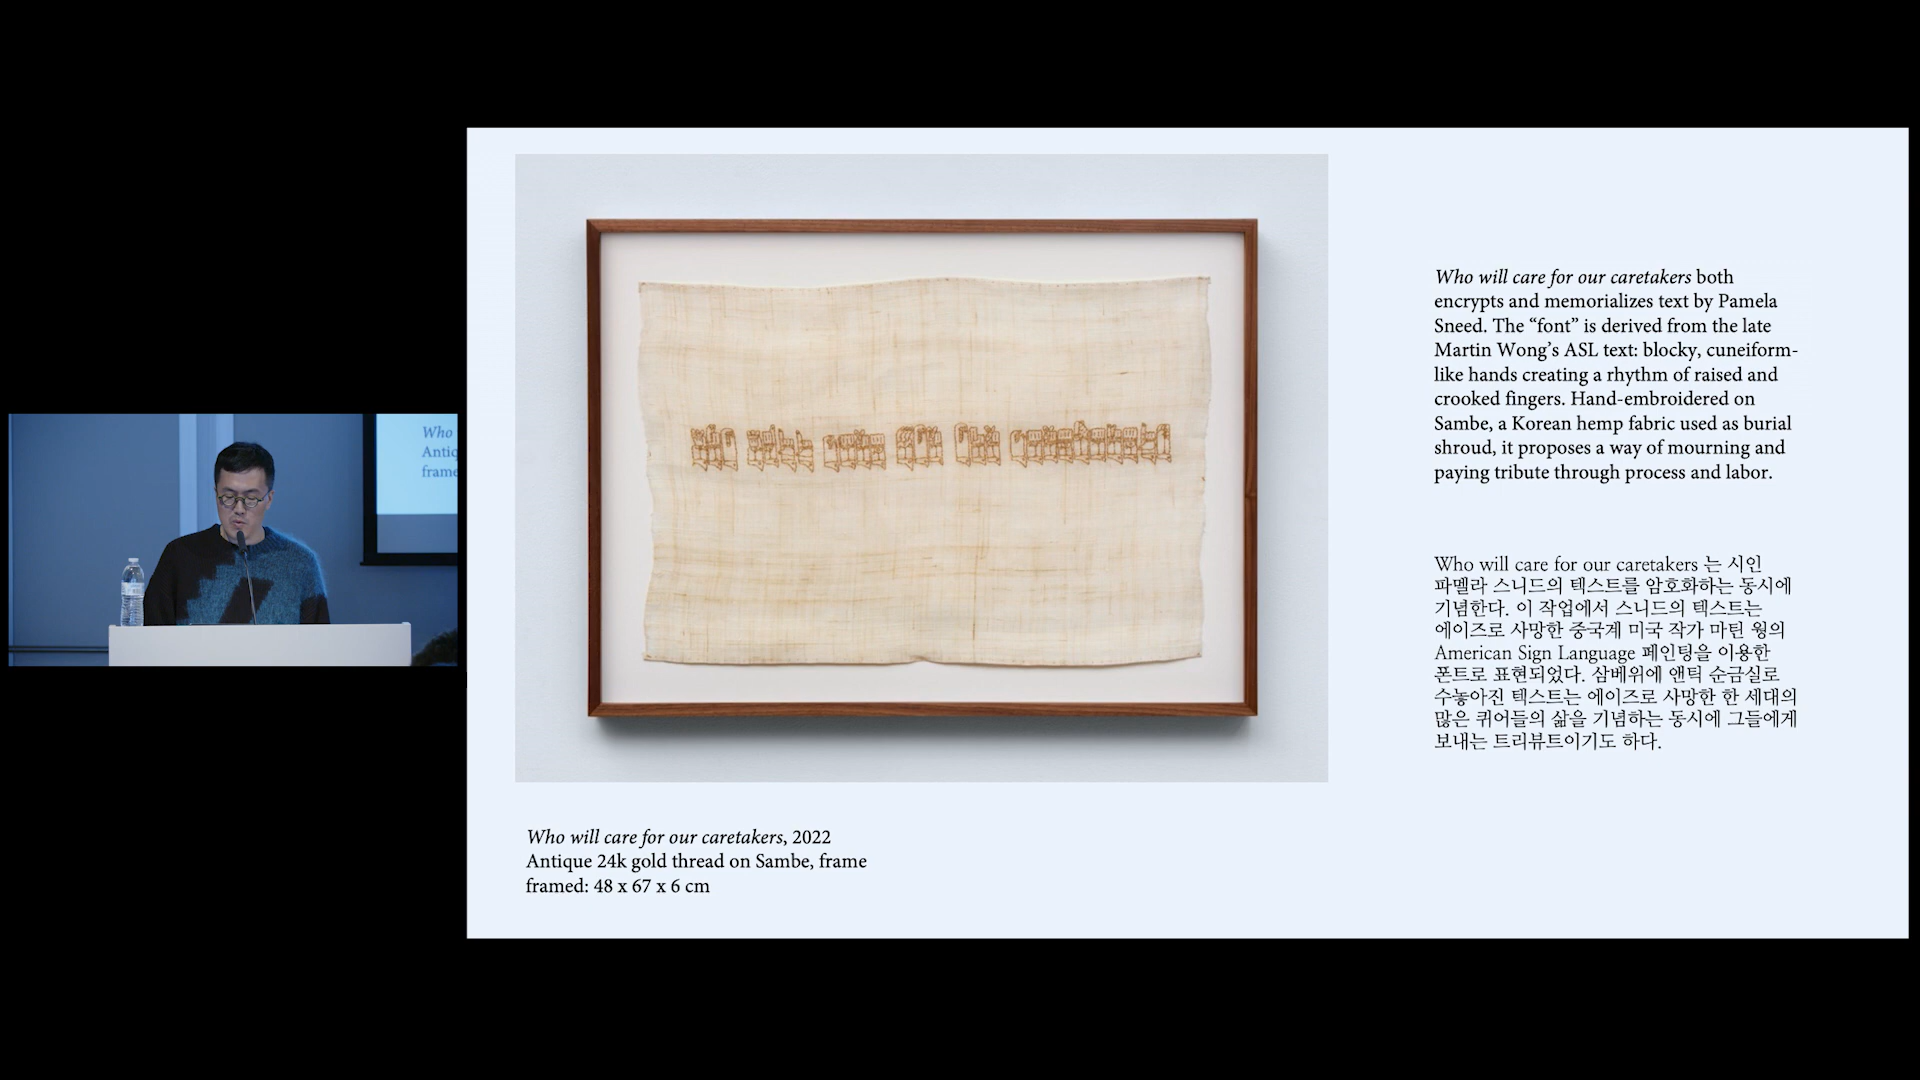 Who
Antiq
frame
Who will care for our caretakers both
encrypts and memorializes text by Pamela
Sneed. The “font” is derived from the late
Martin Wong’s ASL text: blocky, cuneiform-
like hands creating a rhythm of raised and
crooked fingers. Hand-embroidered on
Sambe, a Korean hemp fabric used as burial
shroud, it proposes a way of mourning and
paying tribute through process and labor.
Who will care for our caretakers 는 시인
파멜라 스니드의 텍스트를 암호화하는 동시에
기념한다. 이 작업에서 스니드의 텍스트는
에이즈로 사망한 중국계 미국 작가 마틴 웡의
American Sign Language 페인팅을 이용한
폰트로 표현되었다. 삼베위에 앤틱 순금실로
수놓아진 텍스트는 에이즈로 사망한 한 세대의
많은 퀴어들의 삶을 기념하는 동시에 그들에게
보내는 트리뷰트이기도 하다.
Who will care for our caretakers, 2022
Antique 24k gold thread on Sambe, frame
framed: 48 x 67 x 6 cm